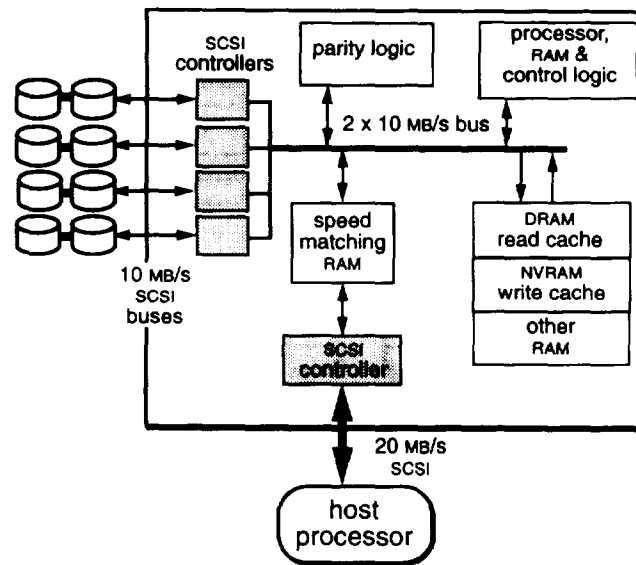 SCSI
controllers
parity logic
processor,
RAM &
control logic
2 x 10 MB/s bus
speed
matching
RAM
DRAM
read cache
NVRAM
write cache
other
RAM
10 MB/s
SCSI
buses
SCSI
controller
20 MB/s
SCSI
host
processor